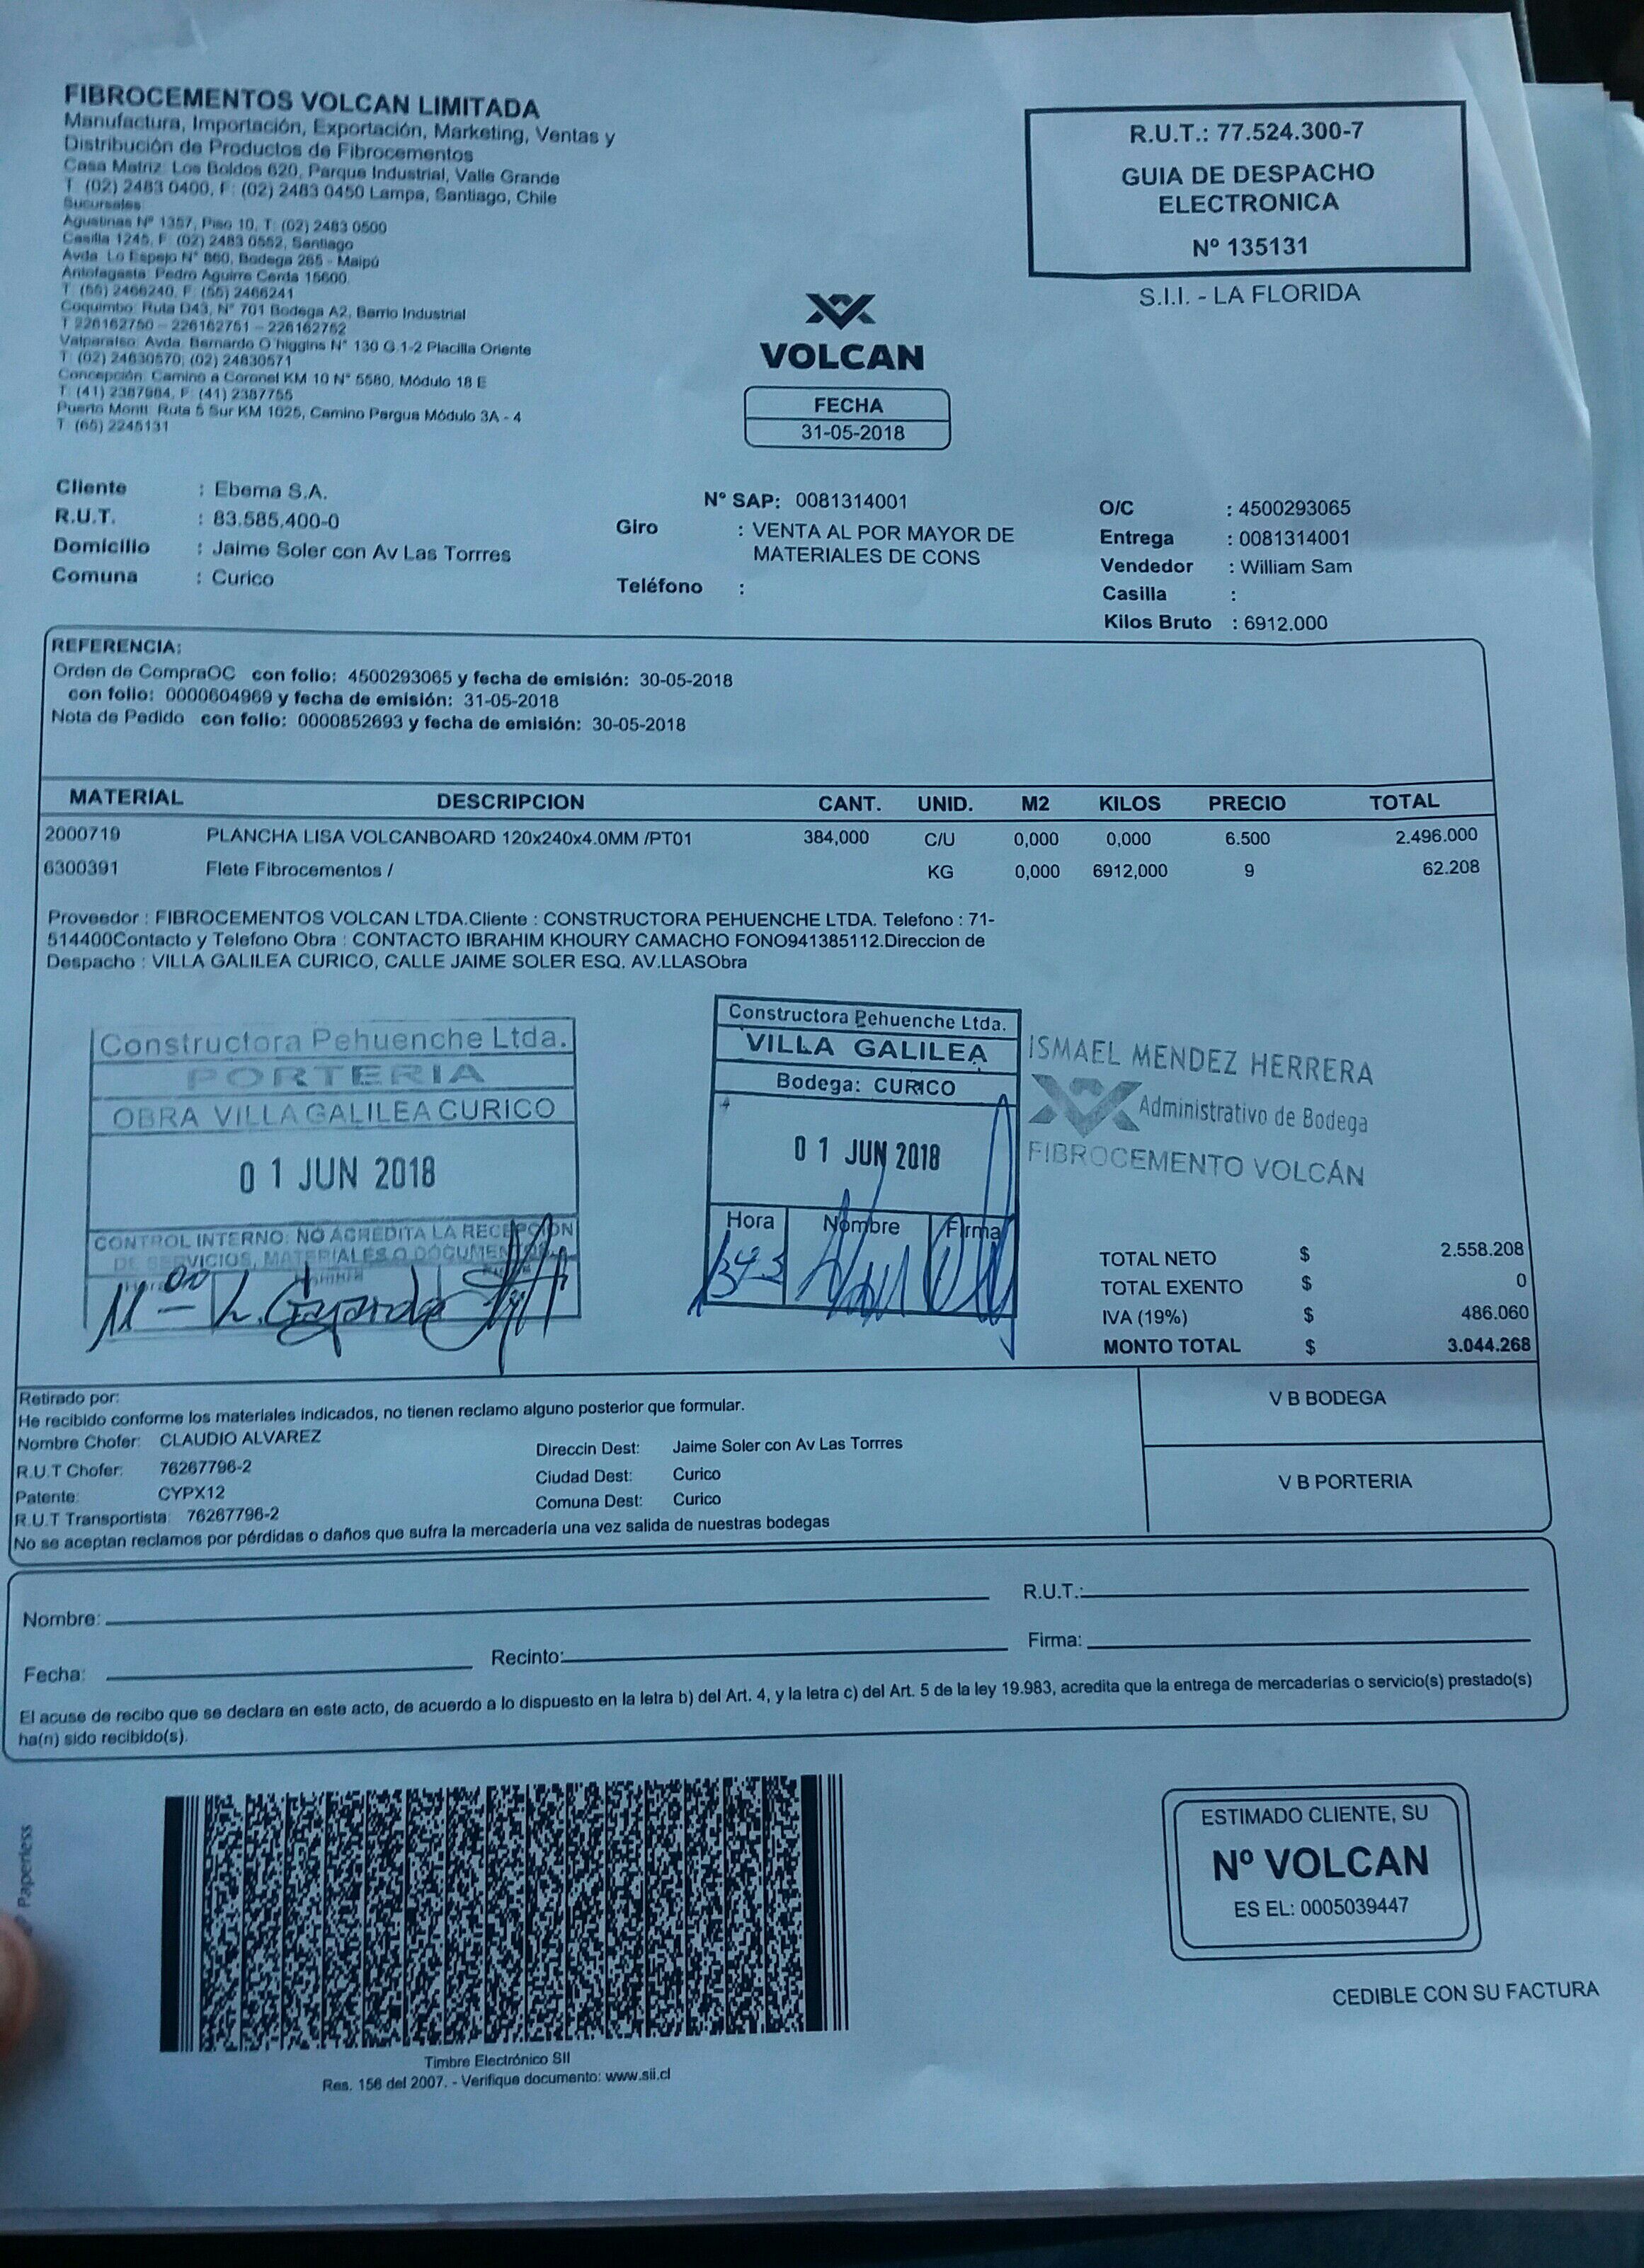 FIBROCEMENTOS VOLCAN LIMITADA
Manufactura, Importación, Exportación, Marketing, Ventas y
Distribución de Productos de Fibrocementos
Casa Matriz: Los Boldos 620, Parque Industrial, Valle Grande
T. (02) 2483 0400, F: (02) 2483 0450 Lampa, Santiago, Chile
Sucursales:
Agustinas Nº 1357, Piso 10, T: (02) 2483 0500
Casilla 1245, F: (02) 2483 0552, Santiago
Avda. Lo Espejo N° 860, Bodega 265 - Maipú
Antofagasta: Pedro Aguirre Cerda 15600.
T: (55) 2466240, F: (55) 2466241
Coquimbo: Ruta D43, N° 701 Bodega A2, Barrio Industrial
T 226162750 – 226162751 – 226162752
Valparaíso: Avda. Bernardo O´higgins N° 130 G.1-2 Placilla Oriente
T: (02) 24830570; (02) 24830571
Concepción: Camino a Coronel KM 10 N° 5580, Módulo 18 E
T: (41) 2387984, F: (41) 2387755
Puerto Montt: Ruta 5 Sur KM 1025, Camino Pargua Módulo 3A - 4
T: (65) 2245131
R.U.T.: 77.524.300-7
GUIA DE DESPACHO
ELECTRONICA
Nº 135131
S.I.I. - LA FLORIDA
VOLCAN
FECHA
31-05-2018
Cliente : Ebema S.A.
R.U.T. : 83.585.400-0
Domicilio : Jaime Soler con Av Las Torrres
Comuna : Curico
Nº SAP: 0081314001
Giro : VENTA AL POR MAYOR DE
MATERIALES DE CONS
Teléfono :
O/C : 4500293065
Entrega : 0081314001
Vendedor : William Sam
Casilla :
Kilos Bruto : 6912.000
REFERENCIA:
Orden de CompraOC con folio: 4500293065 y fecha de emisión: 30-05-2018
con folio: 0000604969 y fecha de emisión: 31-05-2018
Nota de Pedido con folio: 0000852693 y fecha de emisión: 30-05-2018
MATERIAL DESCRIPCION CANT. UNID. M2 KILOS PRECIO TOTAL
2000719 PLANCHA LISA VOLCANBOARD 120x240x4.0MM /PT01 384,000 C/U 0,000 0,000 6.500 2.496.000
6300391 Flete Fibrocementos / KG 0,000 6912,000 9 62.208
Proveedor : FIBROCEMENTOS VOLCAN LTDA.Cliente : CONSTRUCTORA PEHUENCHE LTDA. Telefono : 71-
514400Contacto y Telefono Obra : CONTACTO IBRAHIM KHOURY CAMACHO FONO941385112.Direccion de
Despacho : VILLA GALILEA CURICO, CALLE JAIME SOLER ESQ. AV.LLASObra
Constructora Pehuenche Ltda.
PORTERIA
OBRA VILLA GALILEA CURICO
01 JUN 2018
CONTROL INTERNO: NO ACREDITA LA RECEPCION
DE SERVICIOS, MATERIALES O DOCUMEN
Constructora Pehuenche Ltda.
VILLA GALILEA
Bodega: CURICO
01 JUN 2018
Hora Nombre Firma
ISMAEL MENDEZ HERRERA
Administrativo de Bodega
FIBROCEMENTO VOLCÁN
TOTAL NETO $ 2.558.208
TOTAL EXENTO $ 0
IVA (19%) $ 486.060
MONTO TOTAL $ 3.044.268
Retirado por:
He recibido conforme los materiales indicados, no tienen reclamo alguno posterior que formular.
Nombre Chofer: CLAUDIO ALVAREZ
R.U.T Chofer: 76267796-2
Patente: CYPX12
R.U.T Transportista: 76267796-2
Direccin Dest: Jaime Soler con Av Las Torrres
Ciudad Dest: Curico
Comuna Dest: Curico
No se aceptan reclamos por pérdidas o daños que sufra la mercadería una vez salida de nuestras bodegas
V B BODEGA
V B PORTERIA
Nombre: R.U.T.:
Fecha: Recinto: Firma:
El acuse de recibo que se declara en este acto, de acuerdo a lo dispuesto en la letra b) del Art. 4, y la letra c) del Art. 5 de la ley 19.983, acredita que la entrega de mercaderías o servicio(s) prestado(s)
ha(n) sido recibido(s).
Paperless
Timbre Electrónico SII
Res. 156 del 2007. - Verifique documento: www.sii.cl
ESTIMADO CLIENTE, SU
Nº VOLCAN
ES EL: 0005039447
CEDIBLE CON SU FACTURA